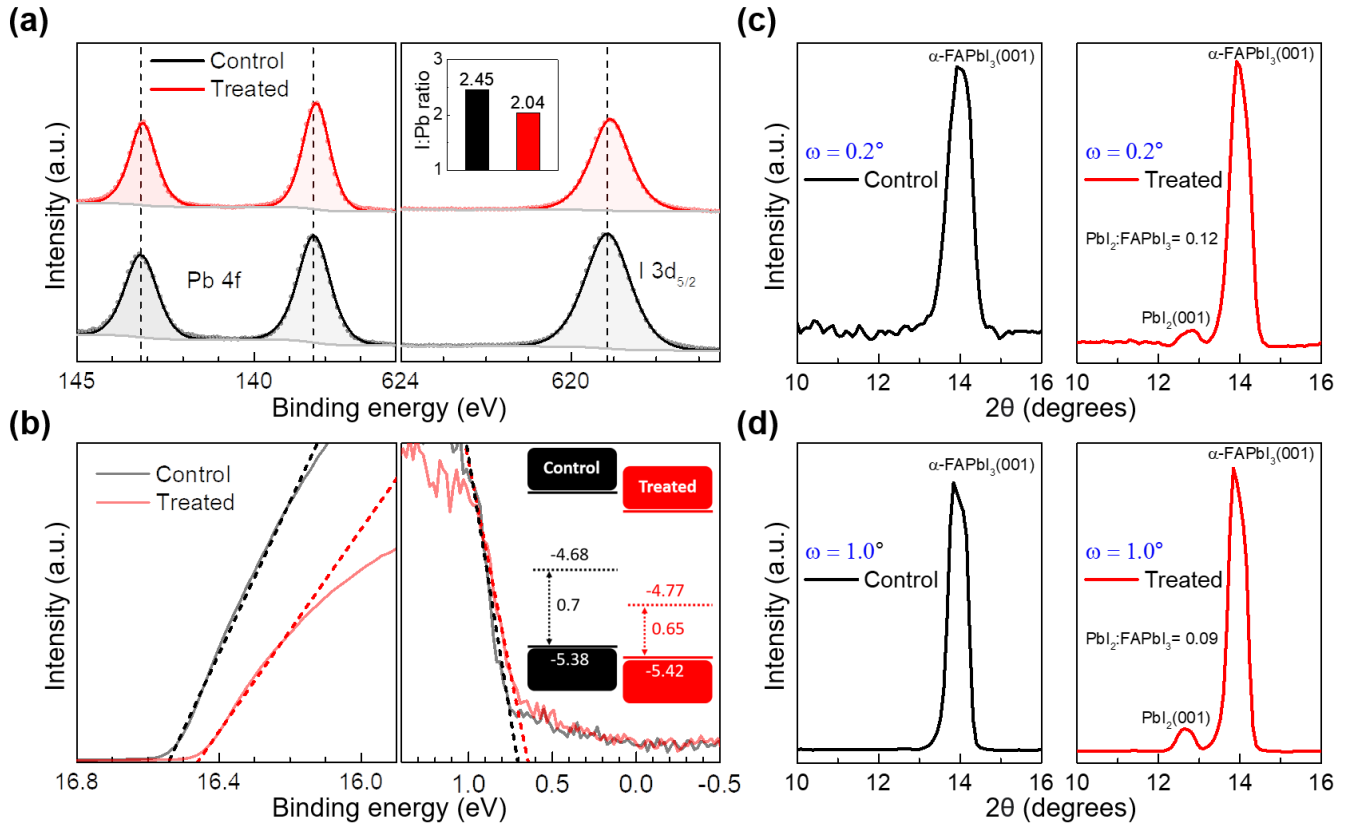 (a)
Control
Treated
I:Pb ratio
3
2
1
2.45
2.04
Pb 4f
I 3d5/2
Intensity (a.u.)
145
140
624
620
Binding energy (eV)
(b)
Control
Treated
Control
Treated
-4.68
0.7
-5.38
-4.77
0.65
-5.42
Intensity (a.u.)
16.8
16.4
16.0
1.0
0.5
0.0
-0.5
Binding energy (eV)
Binding energy (eV)
(c)
α-FAPbI3(001)
ω = 0.2°
Control
Intensity (a.u.)
10
12
14
16
α-FAPbI3(001)
ω = 0.2°
Treated
PbI2:FAPbI3= 0.12
PbI2(001)
10
12
14
16
2θ (degrees)
(d)
α-FAPbI3(001)
ω = 1.0°
Control
Intensity (a.u.)
10
12
14
16
α-FAPbI3(001)
ω = 1.0°
Treated
PbI2:FAPbI3= 0.09
PbI2(001)
10
12
14
16
2θ (degrees)